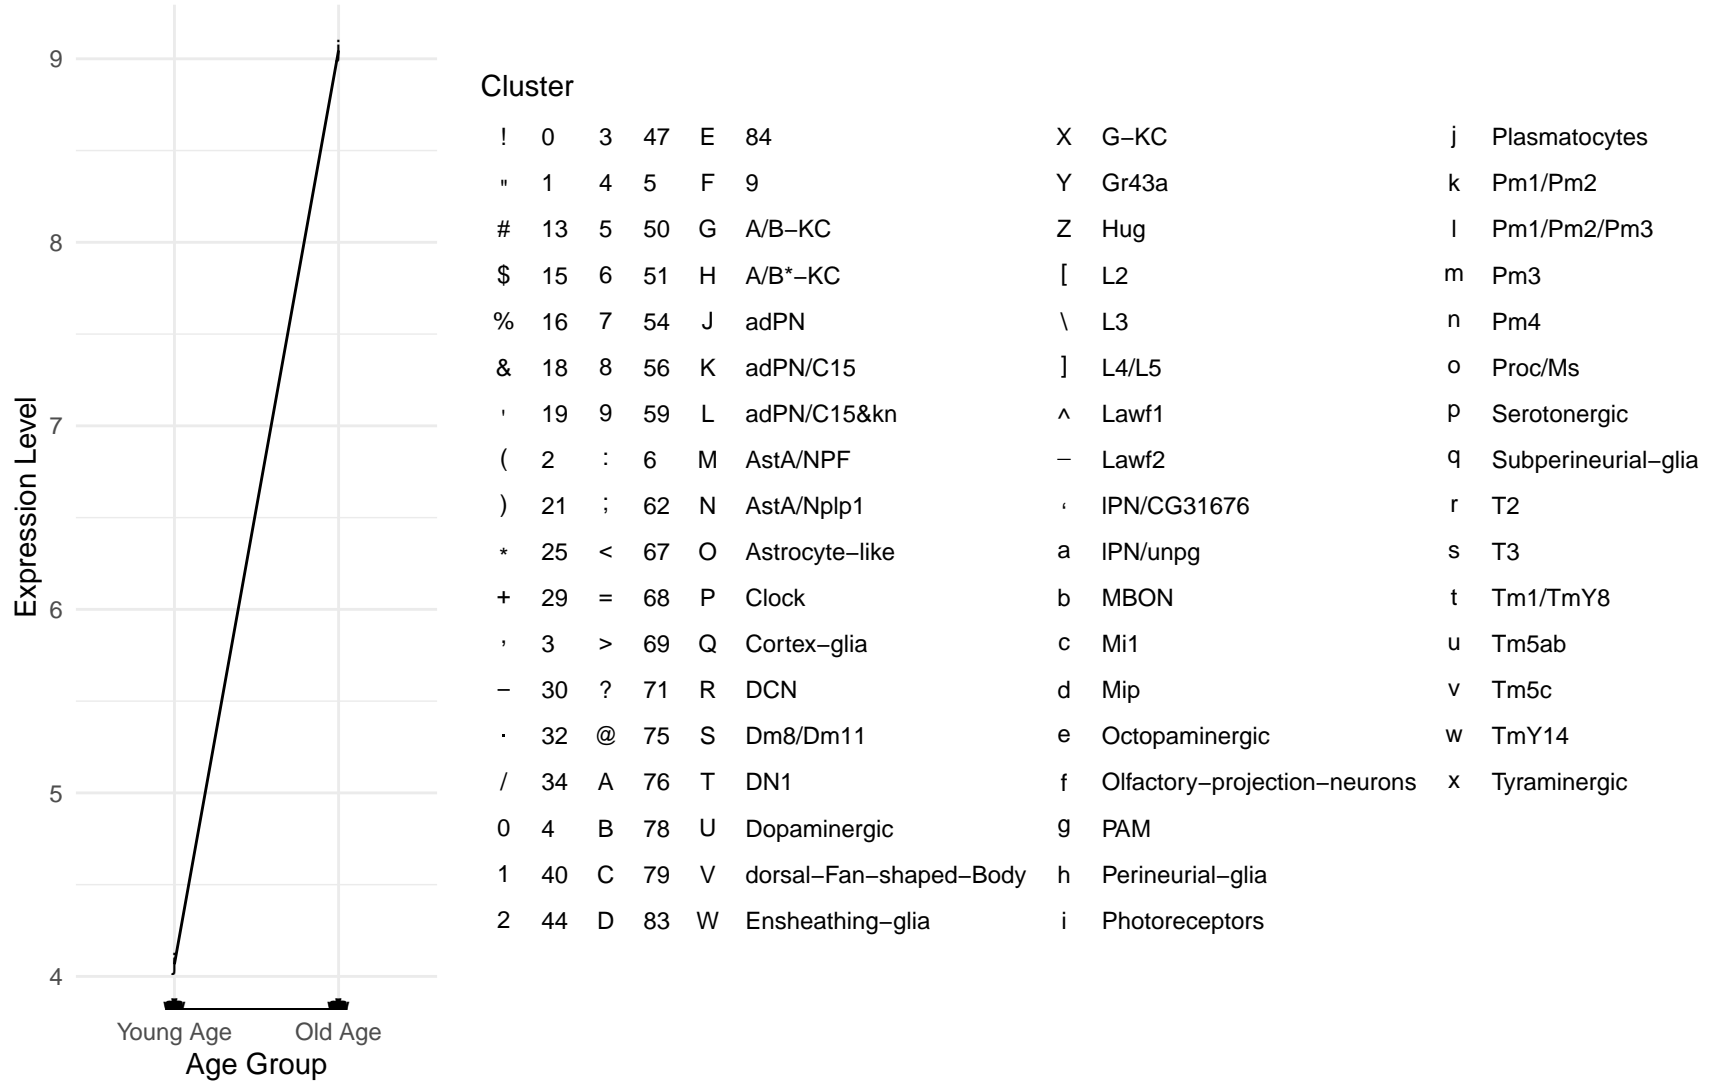 Cluster
! 0 3 47 E 84 X G−KC j Plasmatocytes
" 1 4 5 F 9 Y Gr43a k Pm1/Pm2
# 13 5 50 G A/B−KC Z Hug l Pm1/Pm2/Pm3
$ 15 6 51 H A/B*−KC [ L2 m Pm3
% 16 7 54 J adPN \ L3 n Pm4
& 18 8 56 K adPN/C15 ] L4/L5 o Proc/Ms
' 19 9 59 L adPN/C15&kn ^ Lawf1 p Serotonergic
( 2 : 6 M AstA/NPF _ Lawf2 q Subperineurial−glia
) 21 ; 62 N AstA/Nplp1 ‘ lPN/CG31676 r T2
* 25 < 67 O Astrocyte−like a lPN/unpg s T3
+ 29 = 68 P Clock b MBON t Tm1/TmY8
, 3 > 69 Q Cortex−glia c Mi1 u Tm5ab
− 30 ? 71 R DCN d Mip v Tm5c
. 32 @ 75 S Dm8/Dm11 e Octopaminergic w TmY14
/ 34 A 76 T DN1 f Olfactory−projection−neurons x Tyraminergic
0 4 B 78 U Dopaminergic g PAM
1 40 C 79 V dorsal−Fan−shaped−Body h Perineurial−glia
2 44 D 83 W Ensheathing−glia i Photoreceptors
Expression Level
9
8
7
6
5
4
j
j
Young Age Old Age
Age Group